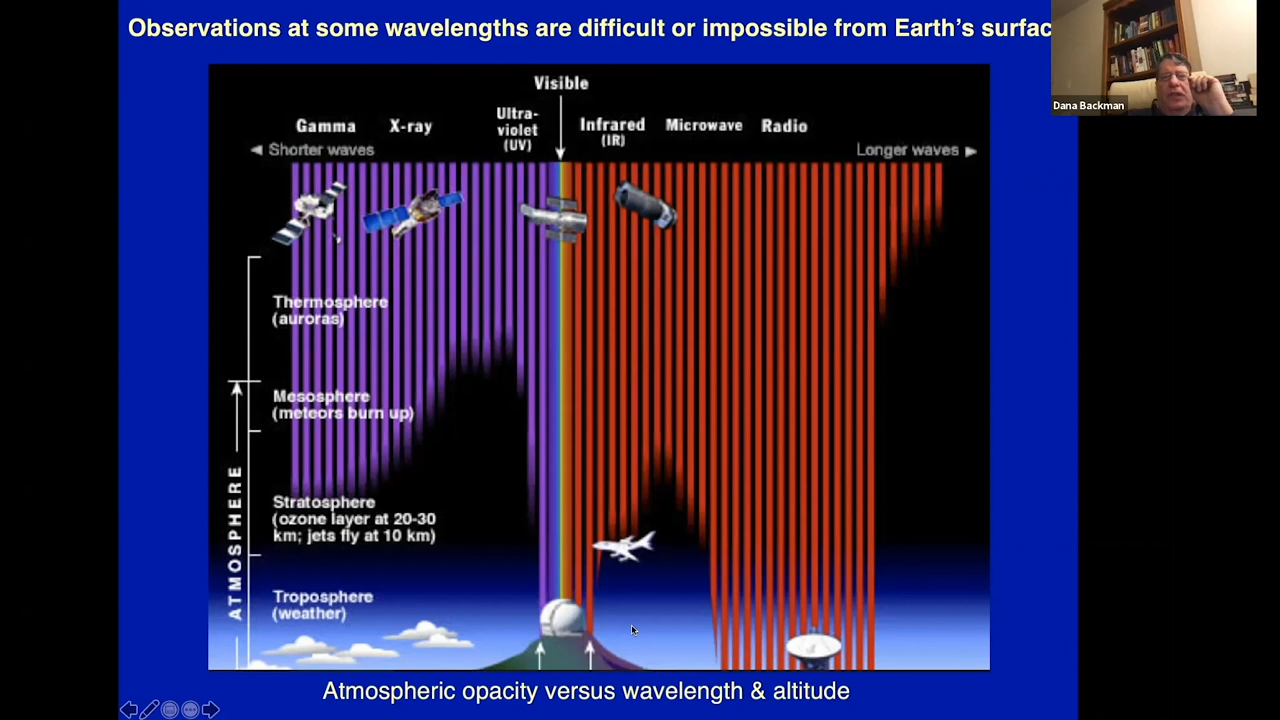 Observations at some wavelengths are difficult or impossible from Earth's surfac
Dana Backman
Visible
Gamma
X-ray
Ultra-
violet
(UV)
Infrared
(IR)
Microwave
Radio
Shorter waves
Longer waves
Thermosphere
(auroras)
Mesosphere
(meteors burn up)
Stratosphere
(ozone layer at 20-30
km; jets fly at 10 km)
Troposphere
(weather)
ATMOSPHERE
Atmospheric opacity versus wavelength & altitude